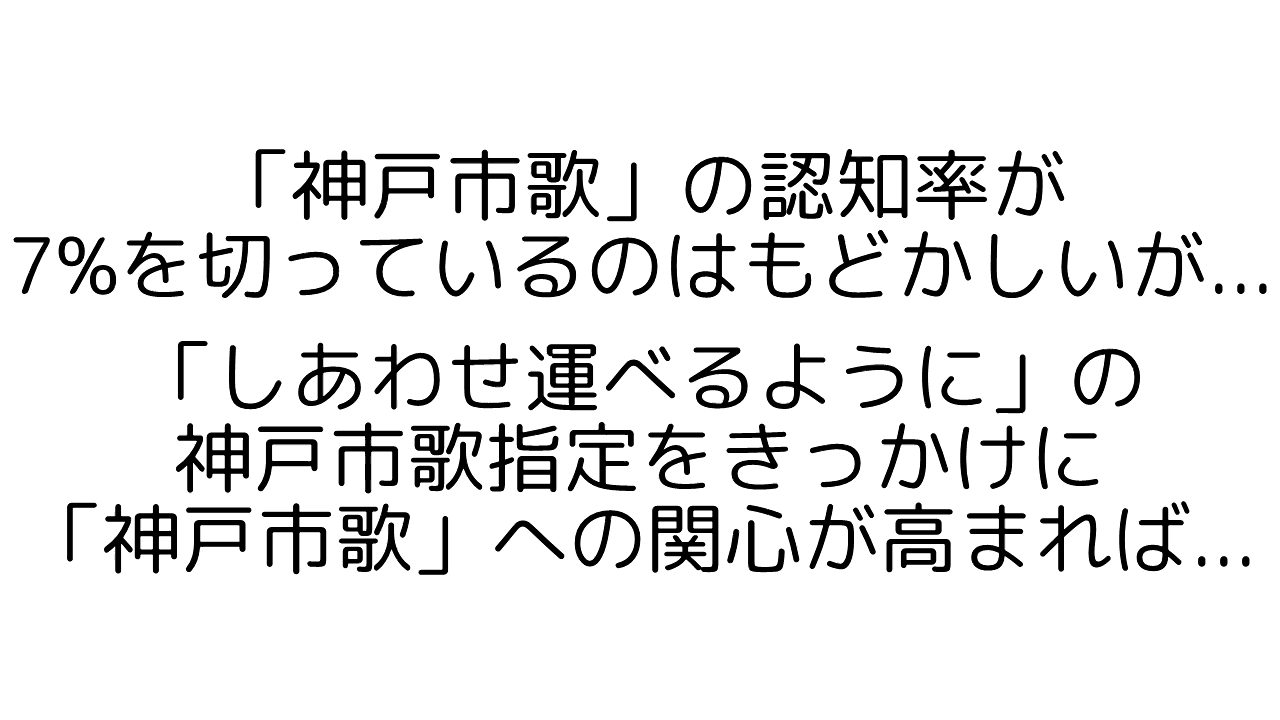 「神戸市歌」の認知率が
7%を切っているのはもどかしいが...
「しあわせ運べるように」の
神戸市歌指定をきっかけに
「神戸市歌」への関心が高まれば...